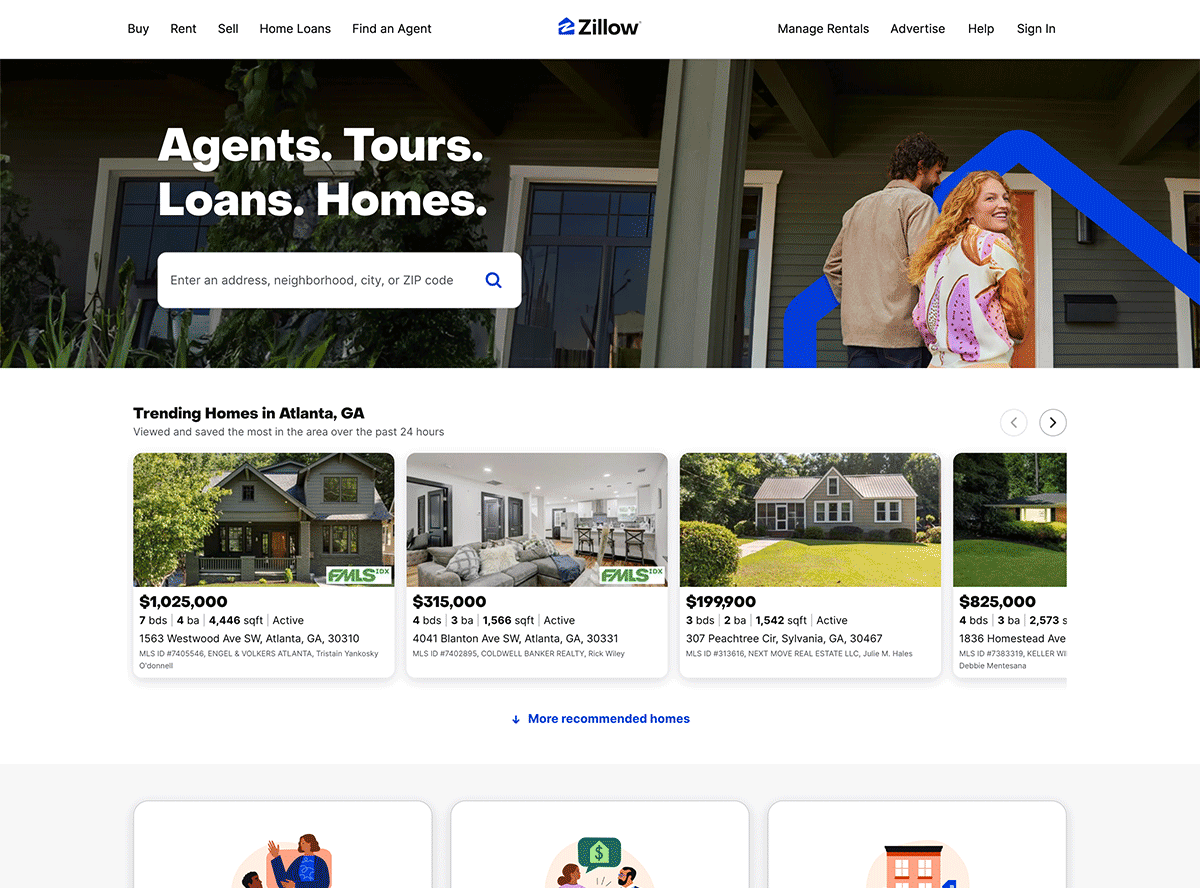 Buy Rent Sell Home Loans Find an Agent Zillow Manage Rentals Advertise Help Sign In
Agents. Tours.
Loans. Homes.
Enter an address, neighborhood, city, or ZIP code
Trending Homes in Atlanta, GA
Viewed and saved the most in the area over the past 24 hours
FMLS IDX
$1,025,000
7 bds | 4 ba | 4,446 sqft | Active
1563 Westwood Ave SW, Atlanta, GA, 30310
MLS ID #7405546, ENGEL & VOLKERS ATLANTA, Tristain Yankosky
O'donnell
FMLS IDX
$315,000
4 bds | 3 ba | 1,566 sqft | Active
4041 Blanton Ave SW, Atlanta, GA, 30331
MLS ID #7402895, COLDWELL BANKER REALTY, Rick Wiley
$199,900
3 bds | 2 ba | 1,542 sqft | Active
307 Peachtree Cir, Sylvania, GA, 30467
MLS ID #313616, NEXT MOVE REAL ESTATE LLC, Julie M. Hales
$825,000
4 bds | 3 ba | 2,573 s
1836 Homestead Ave
MLS ID #7383319, KELLER
Debbie Mentesana
More recommended homes
$